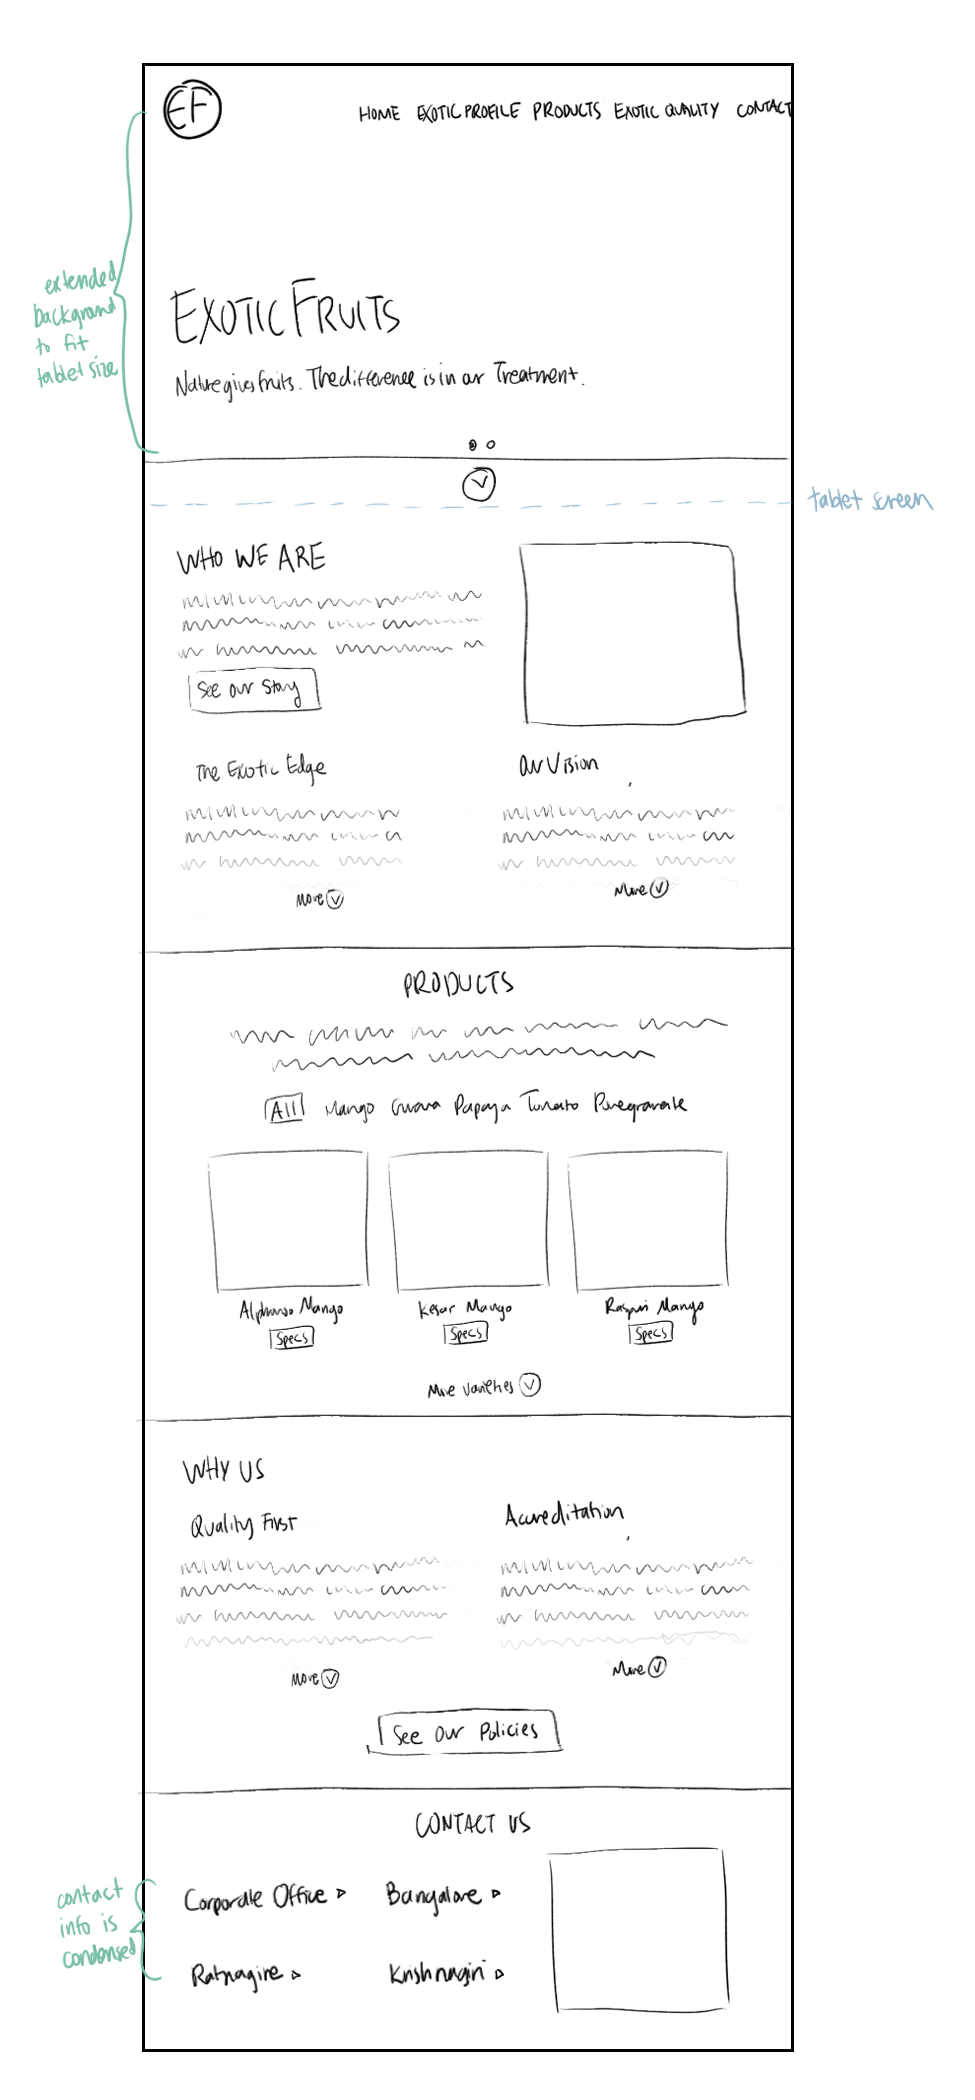 EF
HOME EXOTIC PROFILE PRODUCTS EXOTIC QUALITY CONTACT
extended
background
to fit
tablet size
EXOTIC FRUITS
Nature gives fruits. The difference is in our Treatment.
tablet screen
WHO WE ARE
See our Story
The Exotic Edge
Our Vision
More
More
PRODUCTS
All Mango Guava Papaya Tomato Pomegranate
Alphonso Mango
Kesar Mango
Raspuri Mango
Specs
Specs
Specs
More varieties
WHY US
Quality First
Accreditation
More
More
See our Policies
CONTACT US
contact
info is
condensed
Corporate Office
Bangalore
Ratnagire
Krishnagiri